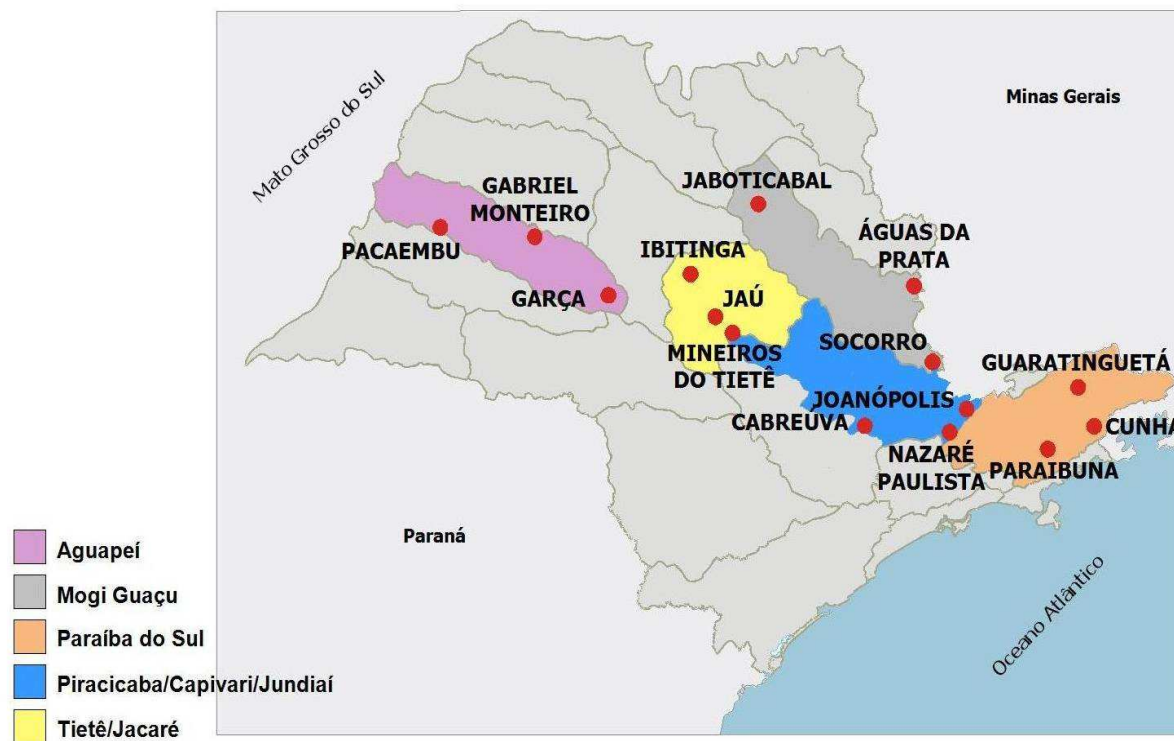 Mato Grosso do Sul
Minas Gerais
JABOTICABAL
GABRIEL
MONTEIRO
ÁGUAS DA
PRATA
PACAEMBU
IBITINGA
GARÇA
JAÚ
SOCORRO
MINEIROS
DO TIETÊ
GUARATINGUETÁ
JOANÓPOLIS
CABREÚVA
CUNHA
NAZARÉ
PAULISTA
PARAIBUNA
Paraná
Oceano Atlântico
Aguapeí
Mogi Guaçu
Paraíba do Sul
Piracicaba/Capivari/Jundiaí
Tietê/Jacaré